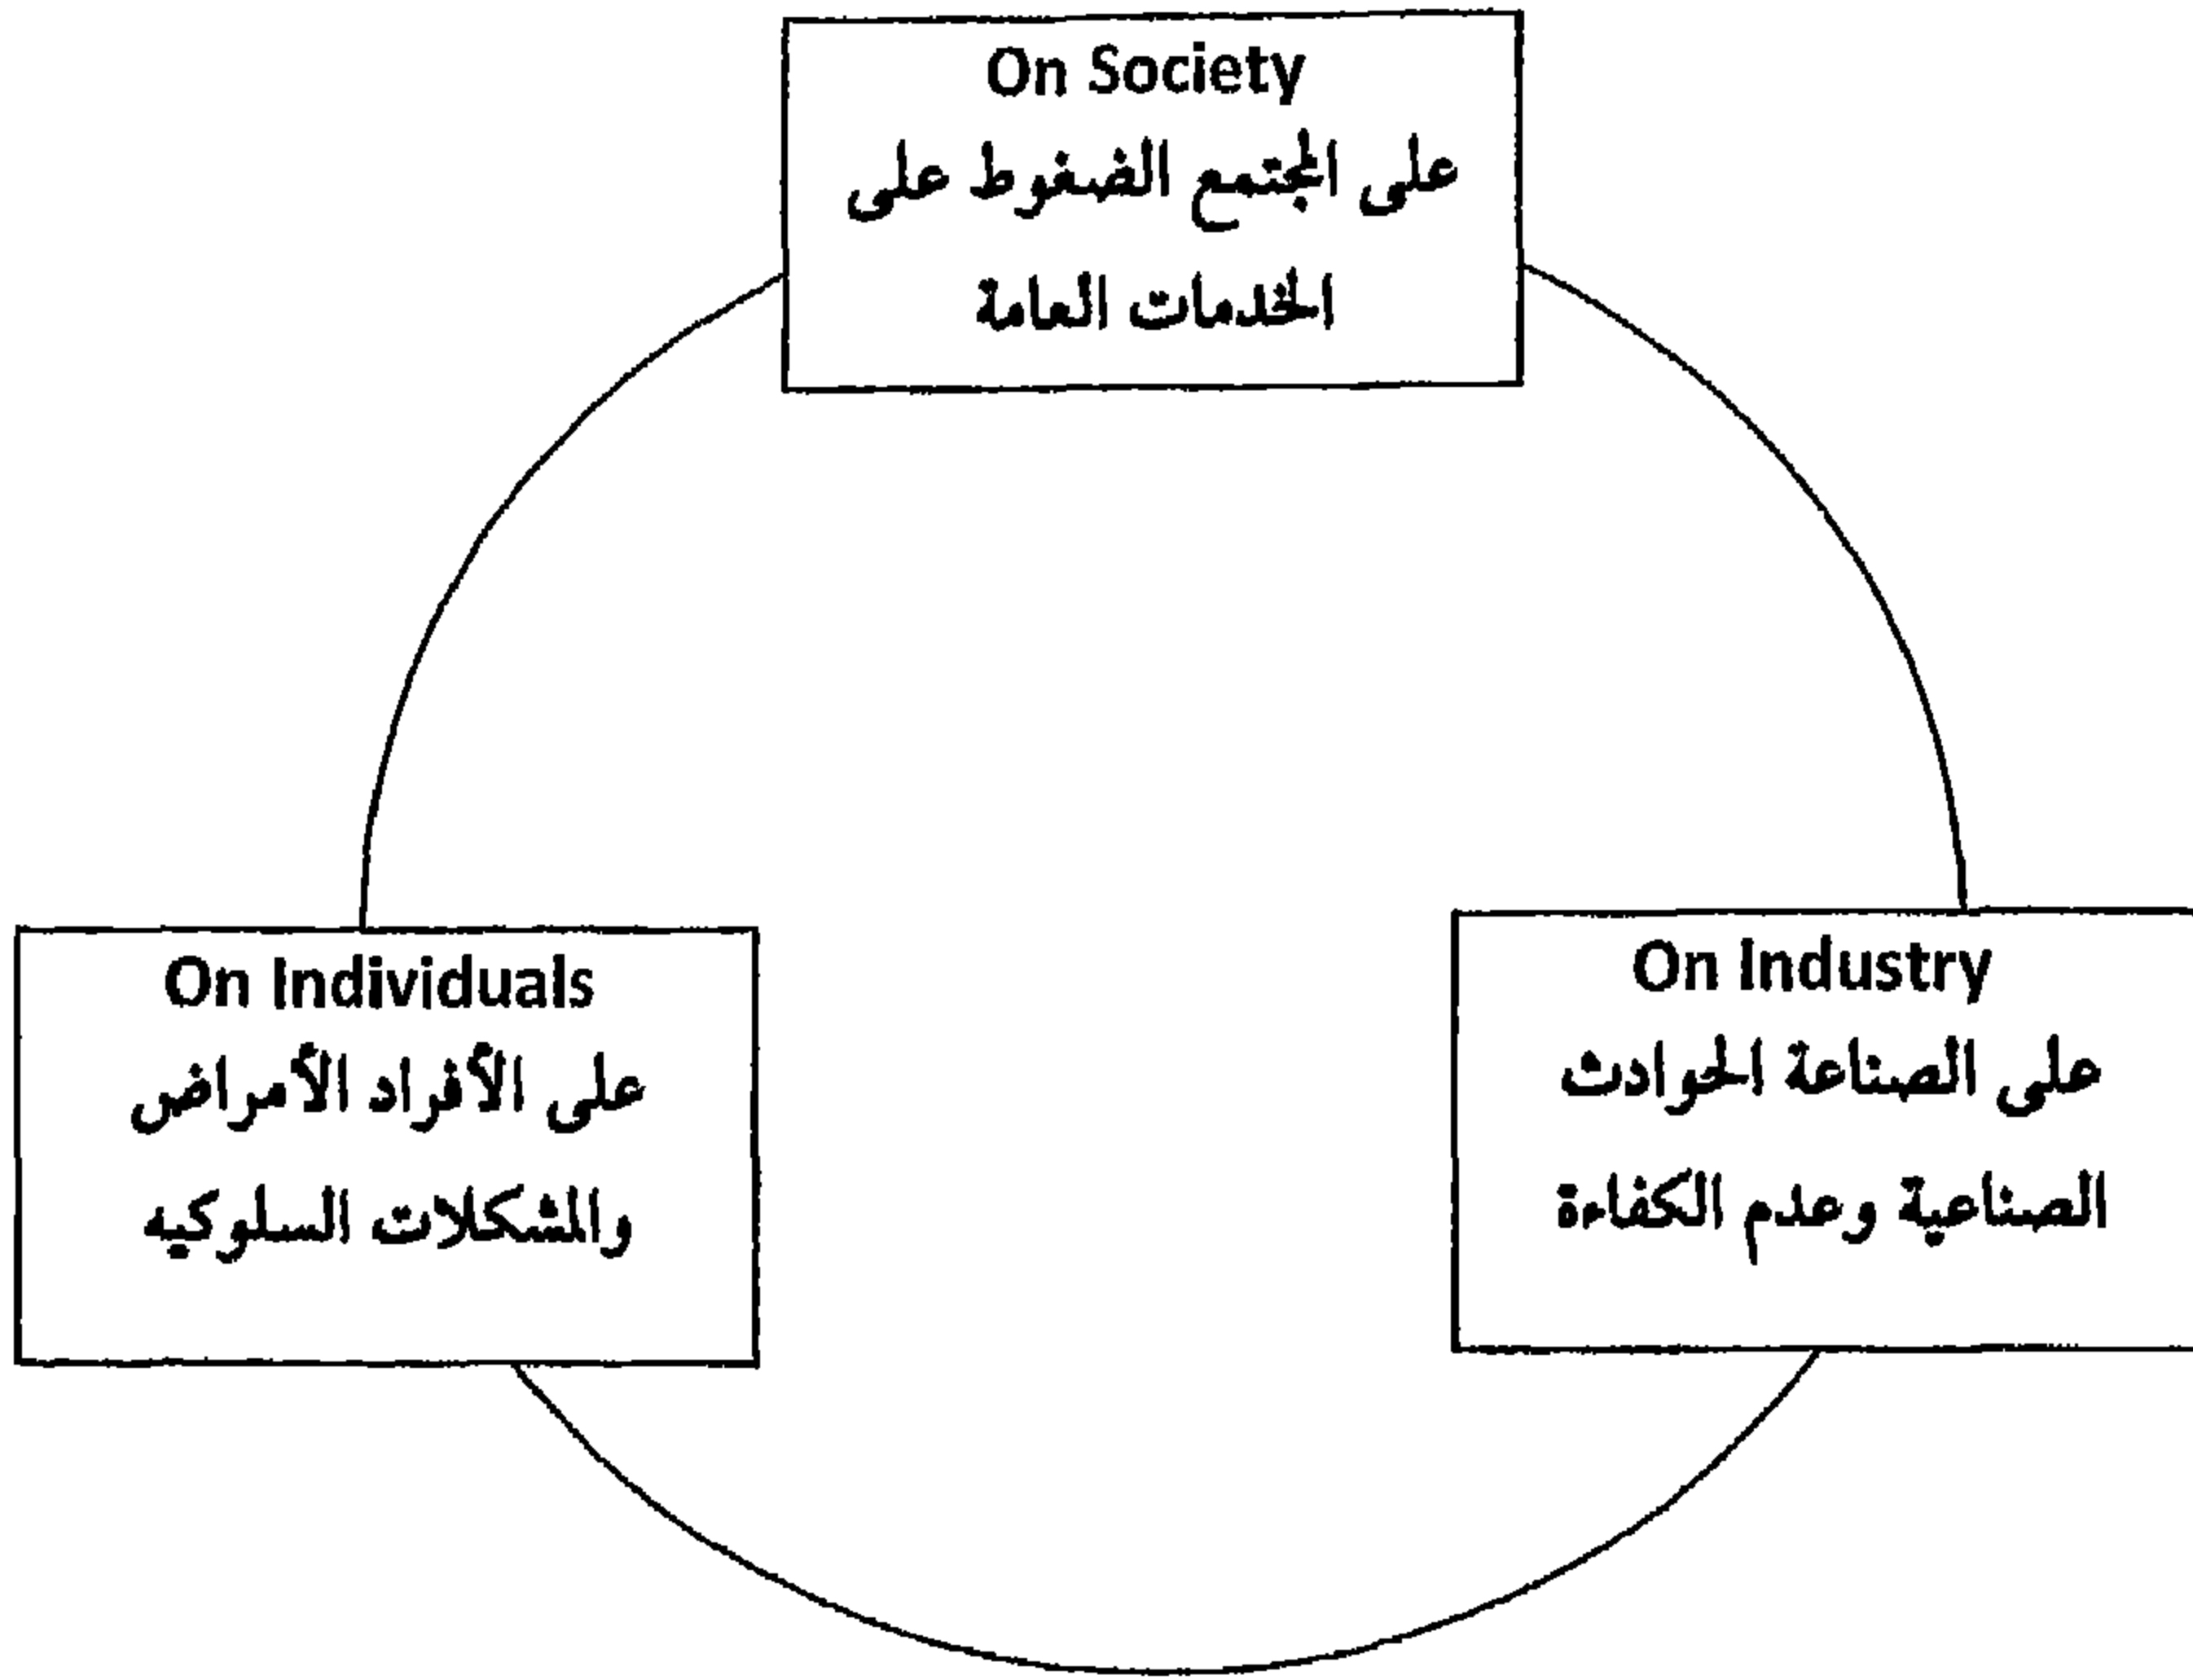 On Society
على المجتمع الضغوط على
الخدمات العامة
On Individuals
على الأفراد الأمراض
والمشكلات السلوكيه
On Industry
على الصناعة الحوادث
الصناعية وعدم الكفاءة